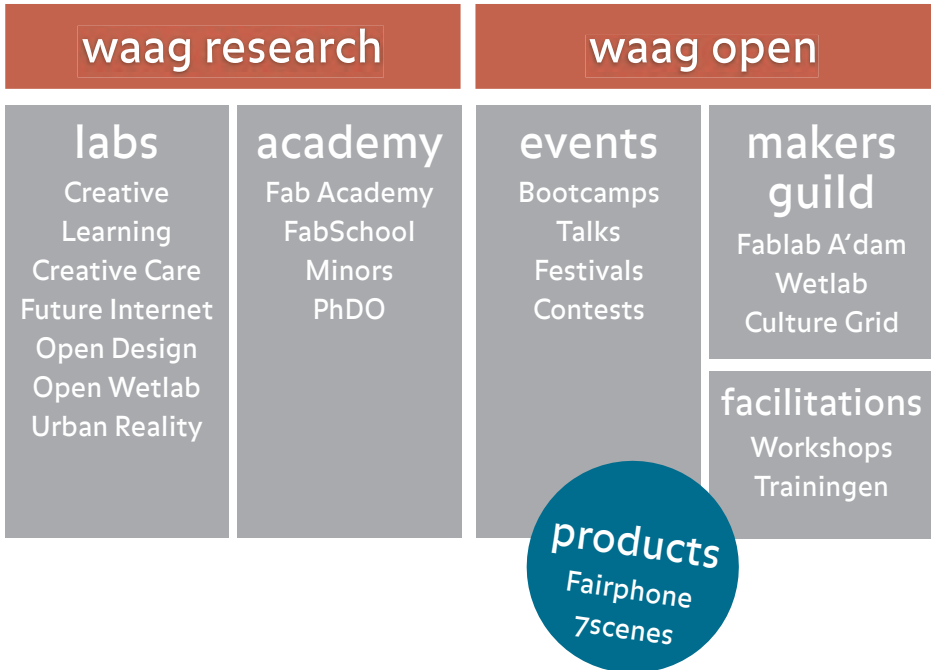 waag research
waag open
labs
Creative
Learning
Creative Care
Future Internet
Open Design
Open Wetlab
Urban Reality
academy
Fab Academy
FabSchool
Minors
PhDO
events
Bootcamps
Talks
Festivals
Contests
makers
guild
Fablab A‘dam
Wetlab
Culture Grid
facilitations
Workshops
Trainingen
products
Fairphone
7scenes